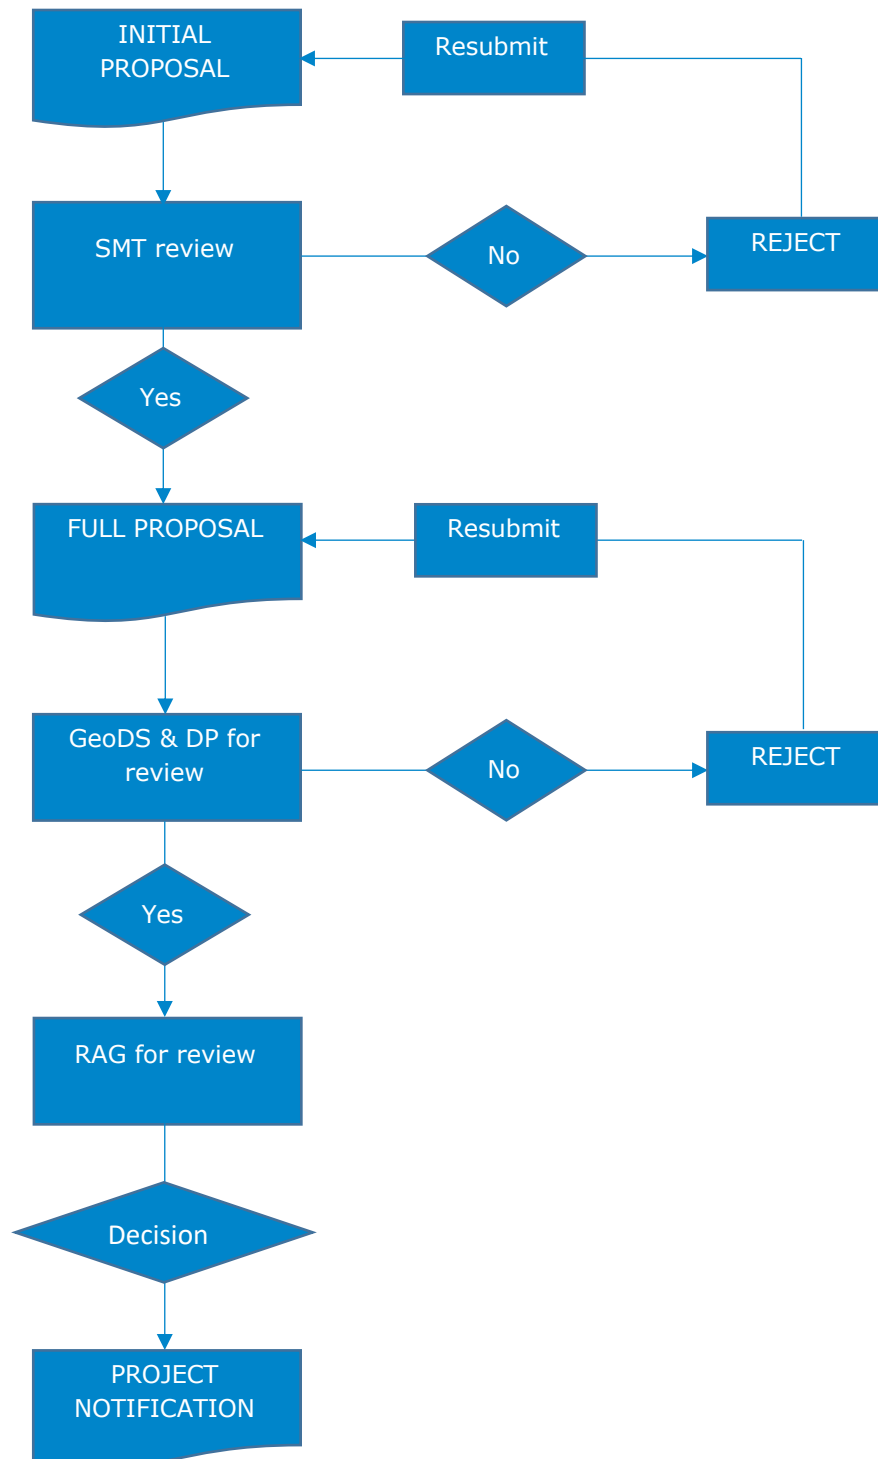 INITIAL
PROPOSAL
Resubmit
SMT review
No
REJECT
Yes
FULL PROPOSAL
Resubmit
GeoDS & DP for
review
No
REJECT
Yes
RAG for review
Decision
PROJECT
NOTIFICATION